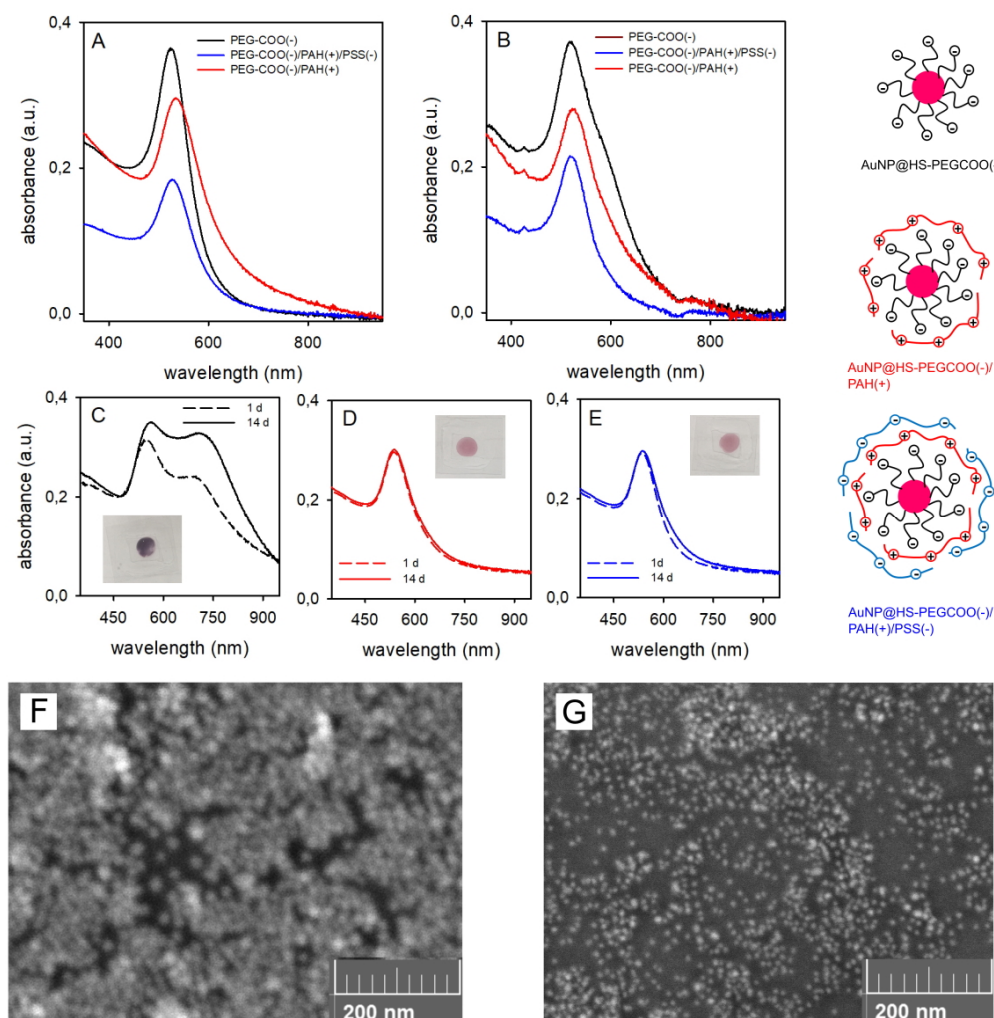 A
PEG-COO(-)
PEG-COO(-)/PAH(+)/PSS(-)
PEG-COO(-)/PAH(+)
absorbance (a.u.)
0,4
0,2
0,0
400 600 800
wavelength (nm)
B
PEG-COO(-)
PEG-COO(-)/PAH(+)/PSS(-)
PEG-COO(-)/PAH(+)
absorbance (a.u.)
0,4
0,2
0,0
400 600 800
wavelength (nm)
AuNP@HS-PEGCOO(
AuNP@HS-PEGCOO(-)/
PAH(+)
AuNP@HS-PEGCOO(-)/
PAH(+)/PSS(-)
C
1 d
14 d
absorbance (a.u.)
0,4
0,2
0,0
450 600 750 900
wavelength (nm)
D
1 d
14 d
0,4
0,2
0,0
450 600 750 900
wavelength (nm)
E
1d
14 d
0,4
0,2
0,0
450 600 750 900
wavelength (nm)
F
200 nm
G
200 nm